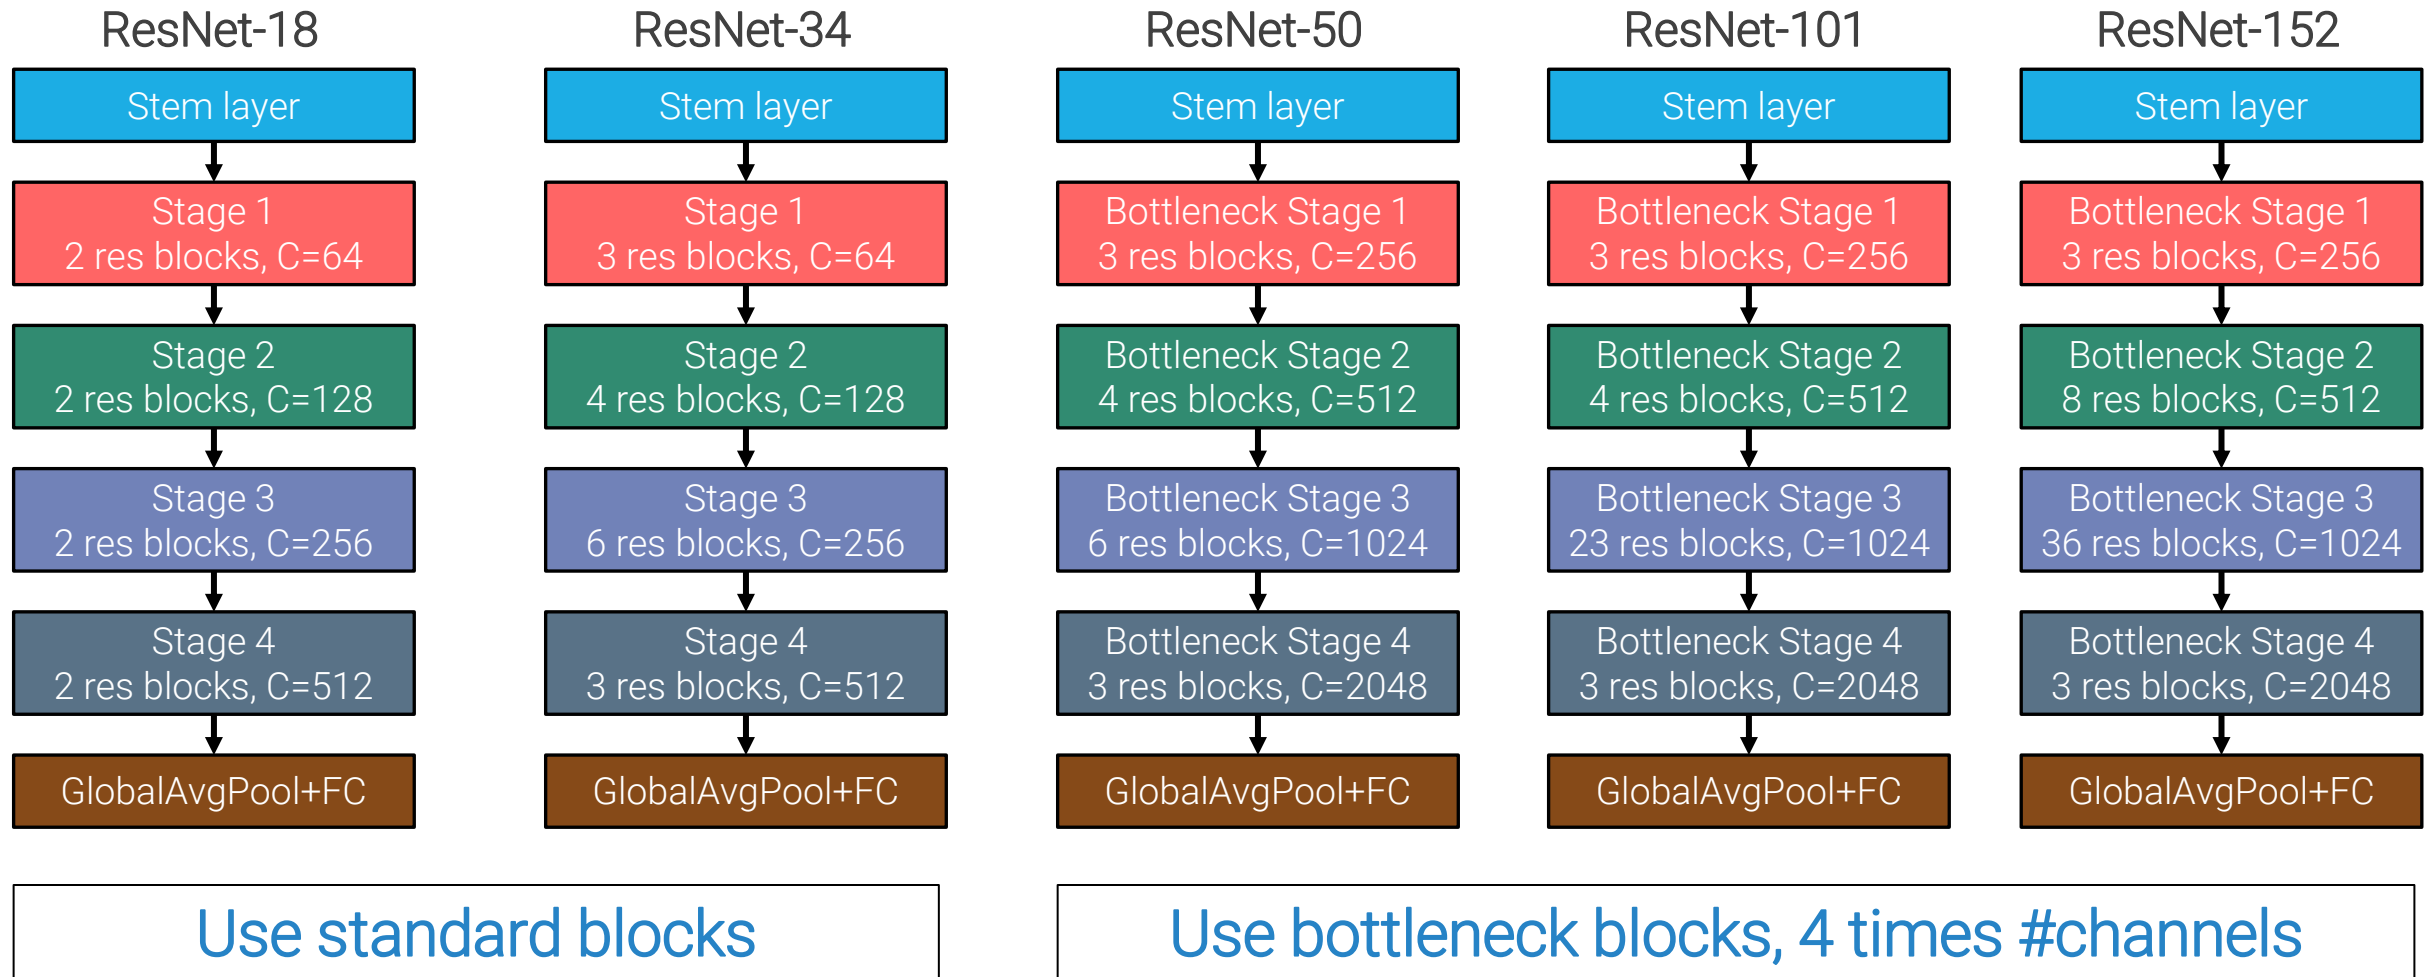 ResNet-18
Stem layer
Stage 1
2 res blocks, C=64
Stage 2
2 res blocks, C=128
Stage 3
2 res blocks, C=256
Stage 4
2 res blocks, C=512
GlobalAvgPool+FC
ResNet-34
Stem layer
Stage 1
3 res blocks, C=64
Stage 2
4 res blocks, C=128
Stage 3
6 res blocks, C=256
Stage 4
3 res blocks, C=512
GlobalAvgPool+FC
Use standard blocks
ResNet-50
Stem layer
Bottleneck Stage 1
3 res blocks, C=256
Bottleneck Stage 2
4 res blocks, C=512
Bottleneck Stage 3
6 res blocks, C=1024
Bottleneck Stage 4
3 res blocks, C=2048
GlobalAvgPool+FC
ResNet-101
Stem layer
Bottleneck Stage 1
3 res blocks, C=256
Bottleneck Stage 2
4 res blocks, C=512
Bottleneck Stage 3
23 res blocks, C=1024
Bottleneck Stage 4
3 res blocks, C=2048
GlobalAvgPool+FC
ResNet-152
Stem layer
Bottleneck Stage 1
3 res blocks, C=256
Bottleneck Stage 2
8 res blocks, C=512
Bottleneck Stage 3
36 res blocks, C=1024
Bottleneck Stage 4
3 res blocks, C=2048
GlobalAvgPool+FC
Use bottleneck blocks, 4 times #channels